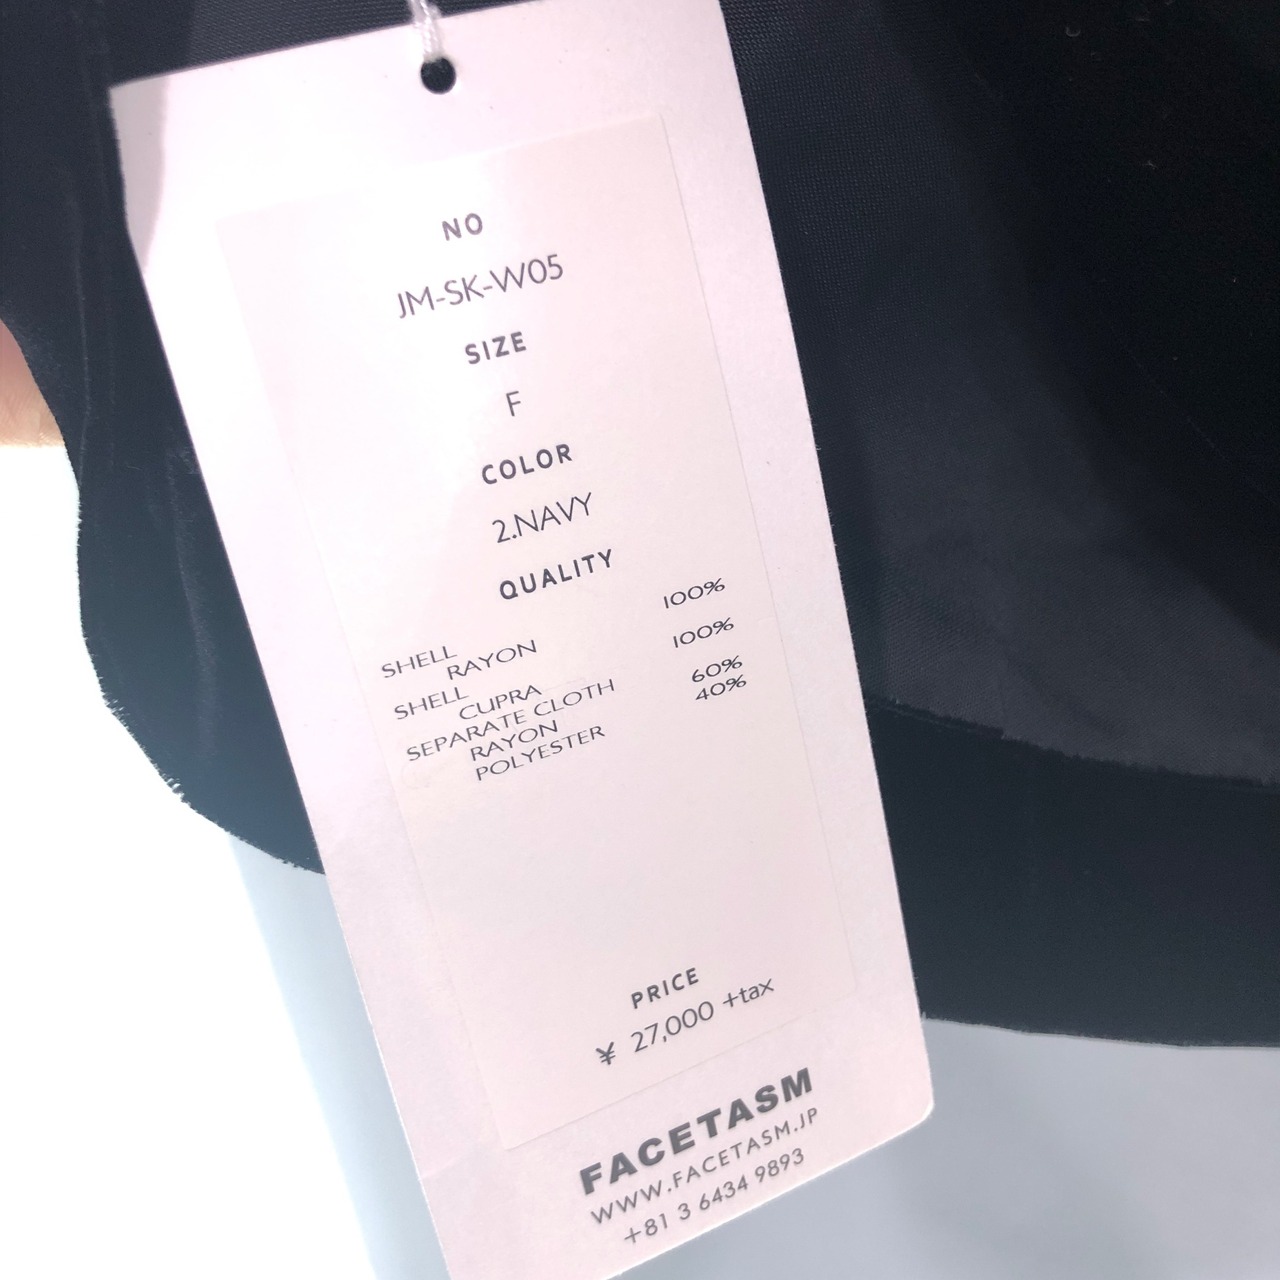 NO
JM-SK-W05
SIZE
F
COLOR
2.NAVY
QUALITY
SHELL
RAYON 100%
SHELL
CUPRA 100%
SEPARATE CLOTH
RAYON 60%
POLYESTER 40%
PRICE
¥ 27,000 +tax
FACETASM
WWW.FACETASM.JP
+81 3 6434 9893